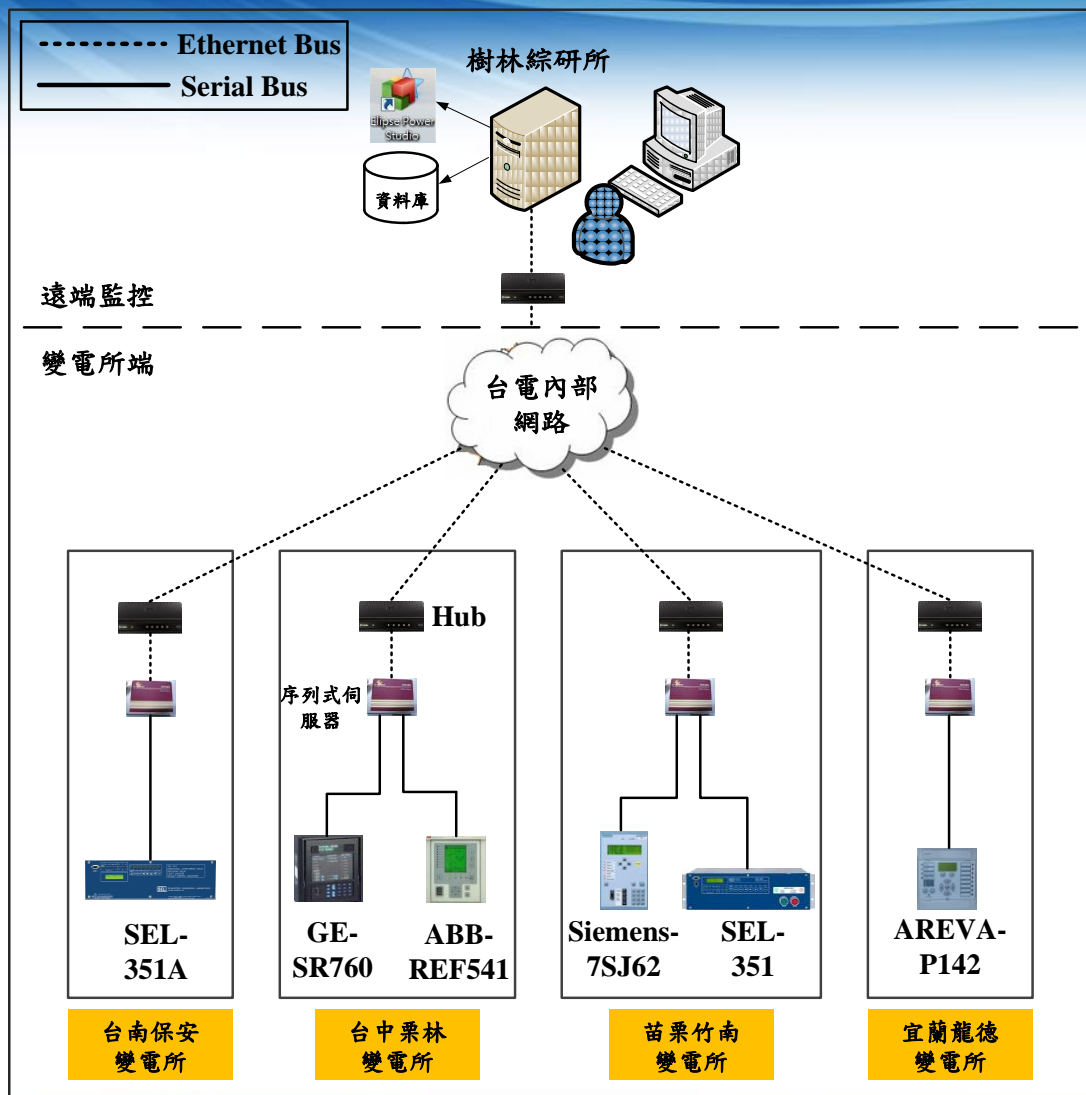 Ethernet Bus
Serial Bus
樹林綜研所
Elipse Power
Studio
資料庫
遠端監控
變電所端
台電內部
網路
Hub
序列式伺
服器
SEL-
351A
GE-
SR760
ABB-
REF541
Siemens-
7SJ62
SEL-
351
AREVA-
P142
台南保安
變電所
台中栗林
變電所
苗栗竹南
變電所
宜蘭龍德
變電所